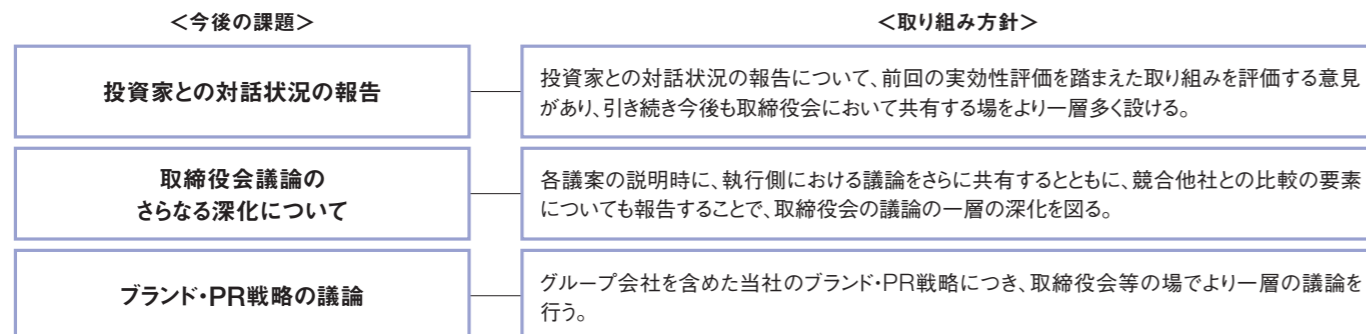 ＜今後の課題＞
＜取り組み方針＞
投資家との対話状況の報告
投資家との対話状況の報告について、前回の実効性評価を踏まえた取り組みを評価する意見
があり、引き続き今後も取締役会において共有する場をより一層多く設ける。
取締役会議論の
さらなる深化について
各議案の説明時に、執行側における議論をさらに共有するとともに、競合他社との比較の要素
についても報告することで、取締役会の議論の一層の深化を図る。
ブランド・PR戦略の議論
グループ会社を含めた当社のブランド・PR戦略につき、取締役会等の場でより一層の議論を
行う。